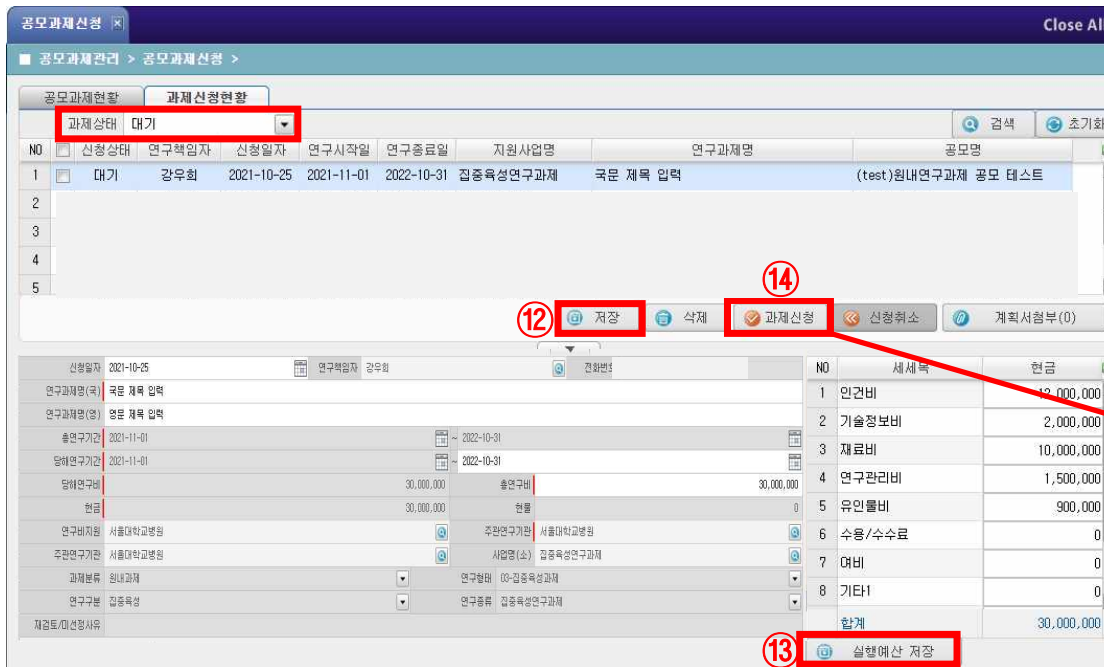 공모과제신청
Close All
공모과제관리 > 공모과제신청 >
공모과제현황 과제신청현황
과제상태 대기
검색 초기화
NO 신청상태 연구책임자 신청일자 연구시작일 연구종료일 지원사업명 연구과제명 공모명
1 대기 강우희 2021-10-25 2021-11-01 2022-10-31 집중육성연구과제 국문 제목 입력 (test)원내연구과제 공모 테스트
2
3
4
5
⑫ 저장 삭제 ⑭ 과제신청 신청취소 계획서첨부(0)
신청일자 2021-10-25 연구책임자 강우희 전화번호
연구과제명(국) 국문 제목 입력
연구과제명(영) 영문 제목 입력
총연구기간 2021-11-01 ~ 2022-10-31
당해연구기간 2021-11-01 ~ 2022-10-31
당해연구비 30,000,000 총연구비 30,000,000
현금 30,000,000 현물 0
연구비지원 서울대학교병원 주관연구기관 서울대학교병원
주관연구기관 서울대학교병원 사업명(소) 집중육성연구과제
과제분류 원내과제 연구형태 03-집중육성과제
연구구분 집중육성 연구종류 집중육성연구과제
재검토/미선정사유
NO 세세목 현금
1 인건비 12,000,000
2 기술정보비 2,000,000
3 재료비 10,000,000
4 연구관리비 1,500,000
5 유인물비 900,000
6 수용/수수료 0
7 여비 0
8 기타1 0
합계 30,000,000
⑬ 실행예산 저장